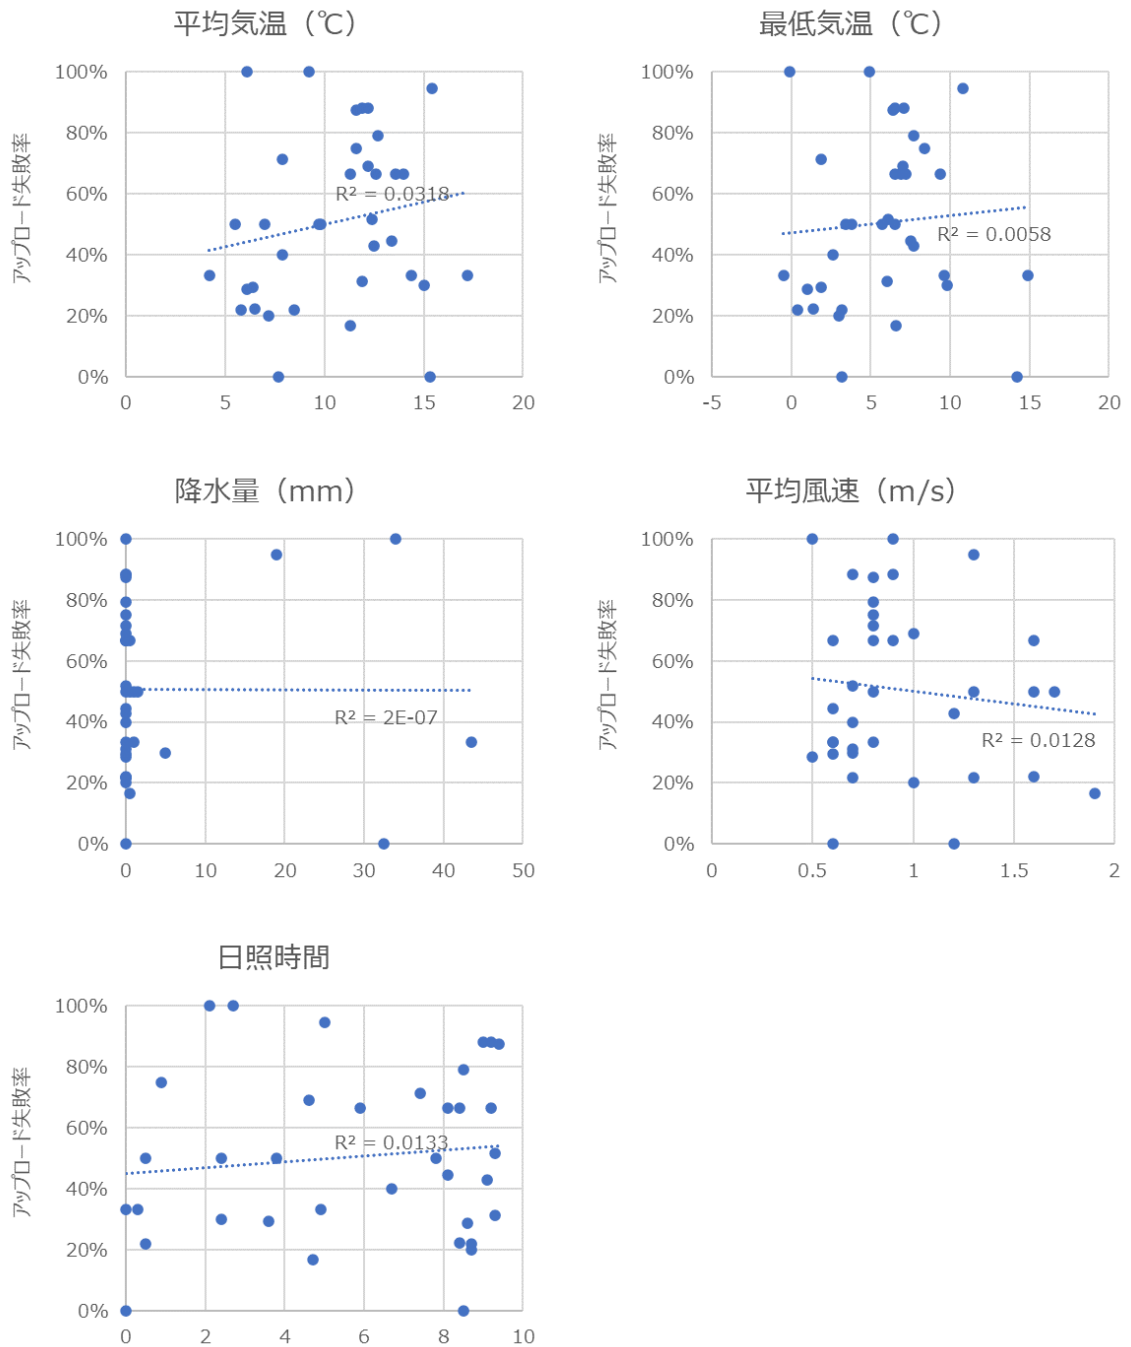 平均気温（℃）
アップロード失敗率
100%
80%
60%
40%
20%
0%
R² = 0.0318
0 5 10 15 20
最低気温（℃）
アップロード失敗率
100%
80%
60%
40%
20%
0%
R² = 0.0058
-5 0 5 10 15 20
降水量（mm）
アップロード失敗率
100%
80%
60%
40%
20%
0%
R² = 2E-07
0 10 20 30 40 50
平均風速（m/s）
アップロード失敗率
100%
80%
60%
40%
20%
0%
R² = 0.0128
0 0.5 1 1.5 2
日照時間
アップロード失敗率
100%
80%
60%
40%
20%
0%
R² = 0.0133
0 2 4 6 8 10